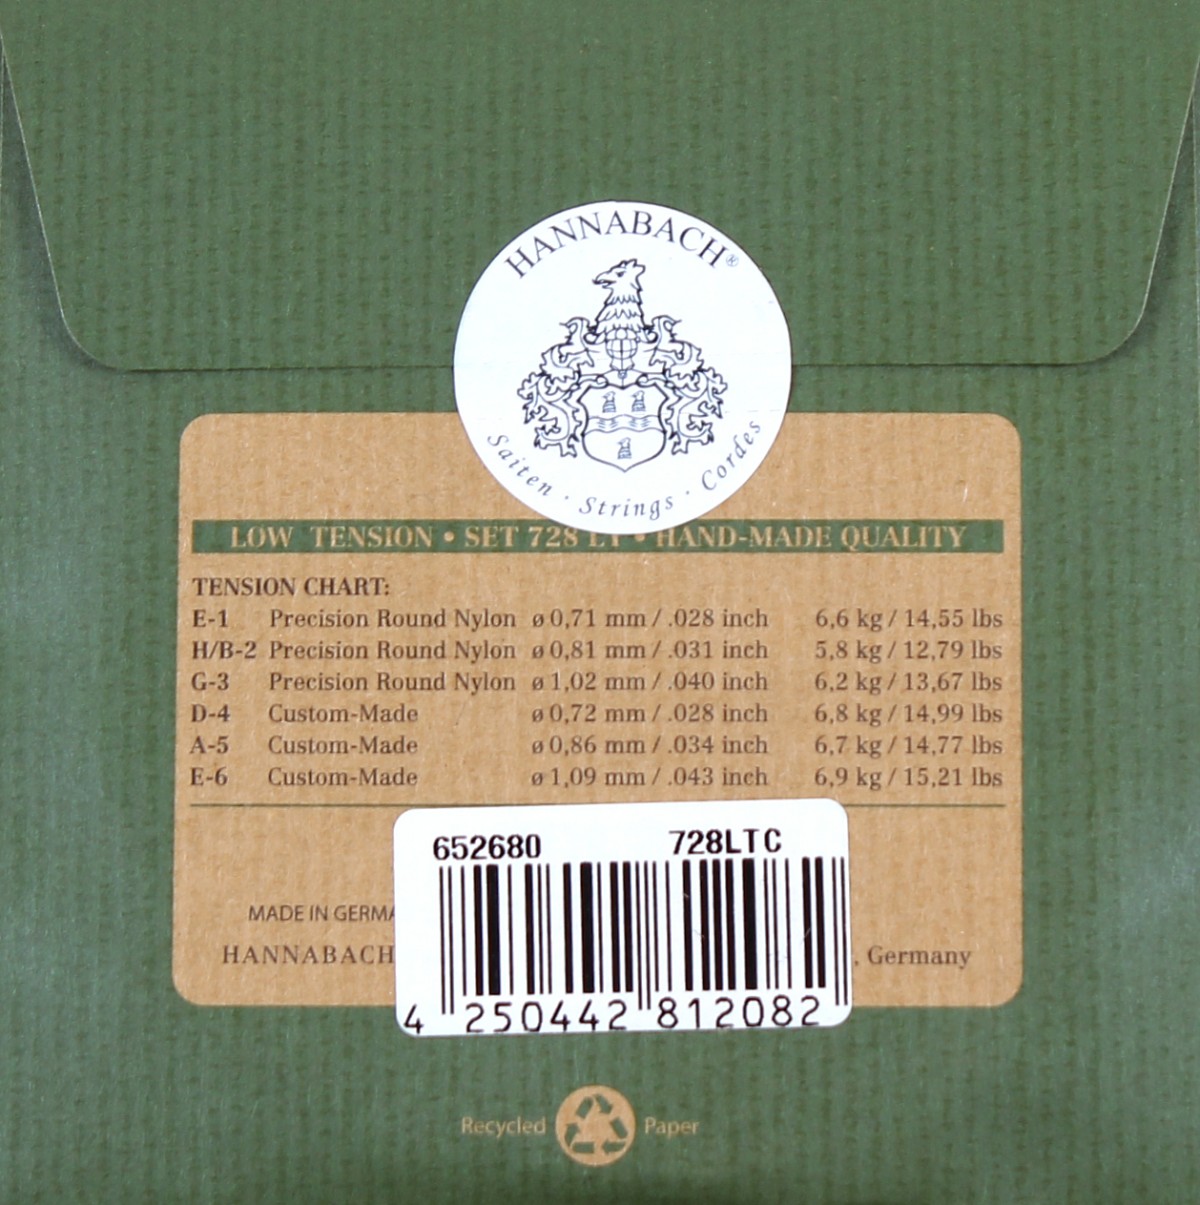 HANNABACH®
Saiten · Strings · Cordes
LOW TENSION • SET 728 LT • HAND-MADE QUALITY
TENSION CHART:
E-1 Precision Round Nylon ø 0,71 mm / .028 inch 6,6 kg / 14,55 lbs
H/B-2 Precision Round Nylon ø 0,81 mm / .031 inch 5,8 kg / 12,79 lbs
G-3 Precision Round Nylon ø 1,02 mm / .040 inch 6,2 kg / 13,67 lbs
D-4 Custom-Made ø 0,72 mm / .028 inch 6,8 kg / 14,99 lbs
A-5 Custom-Made ø 0,86 mm / .034 inch 6,7 kg / 14,77 lbs
E-6 Custom-Made ø 1,09 mm / .043 inch 6,9 kg / 15,21 lbs
652680 728LTC
4 250442 812082
MADE IN GERMA
HANNABACH , Germany
Recycled Paper